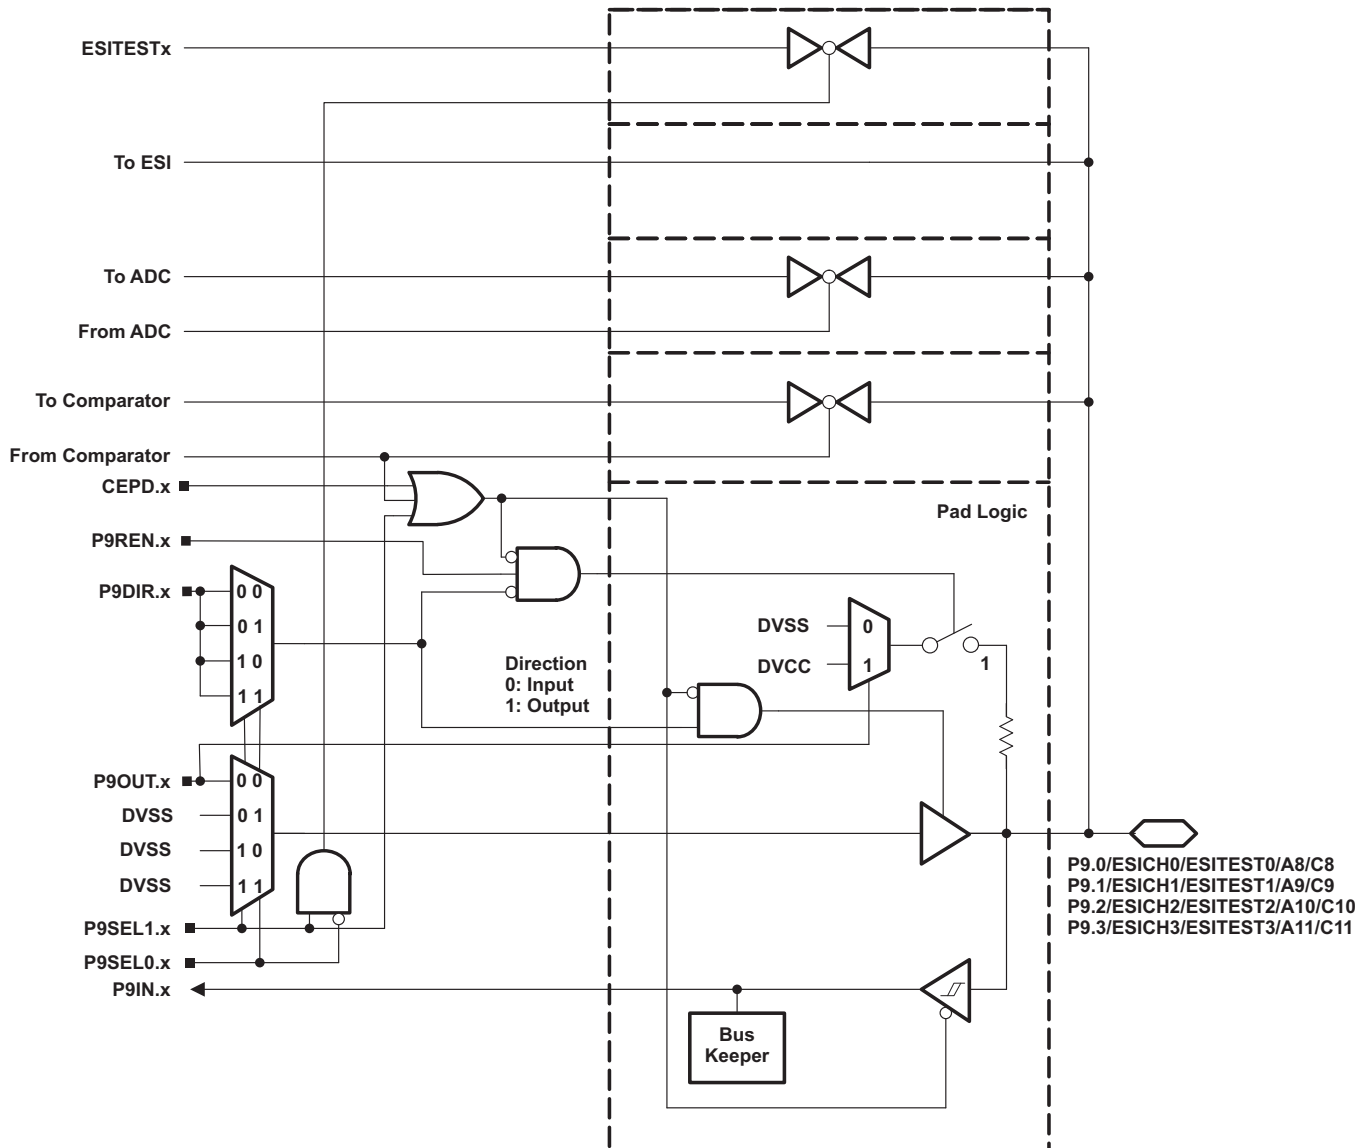 ESITESTx
To ESI
To ADC
From ADC
To Comparator
From Comparator
CEPD.x
Pad Logic
P9REN.x
P9DIR.x
0 0
0 1
1 0
1 1
Direction
0: Input
1: Output
DVSS
0
DVCC
1
1
P9OUT.x
0 0
DVSS
0 1
DVSS
1 0
DVSS
1 1
P9.0/ESICH0/ESITEST0/A8/C8
P9.1/ESICH1/ESITEST1/A9/C9
P9.2/ESICH2/ESITEST2/A10/C10
P9.3/ESICH3/ESITEST3/A11/C11
P9SEL1.x
P9SEL0.x
P9IN.x
Bus
Keeper